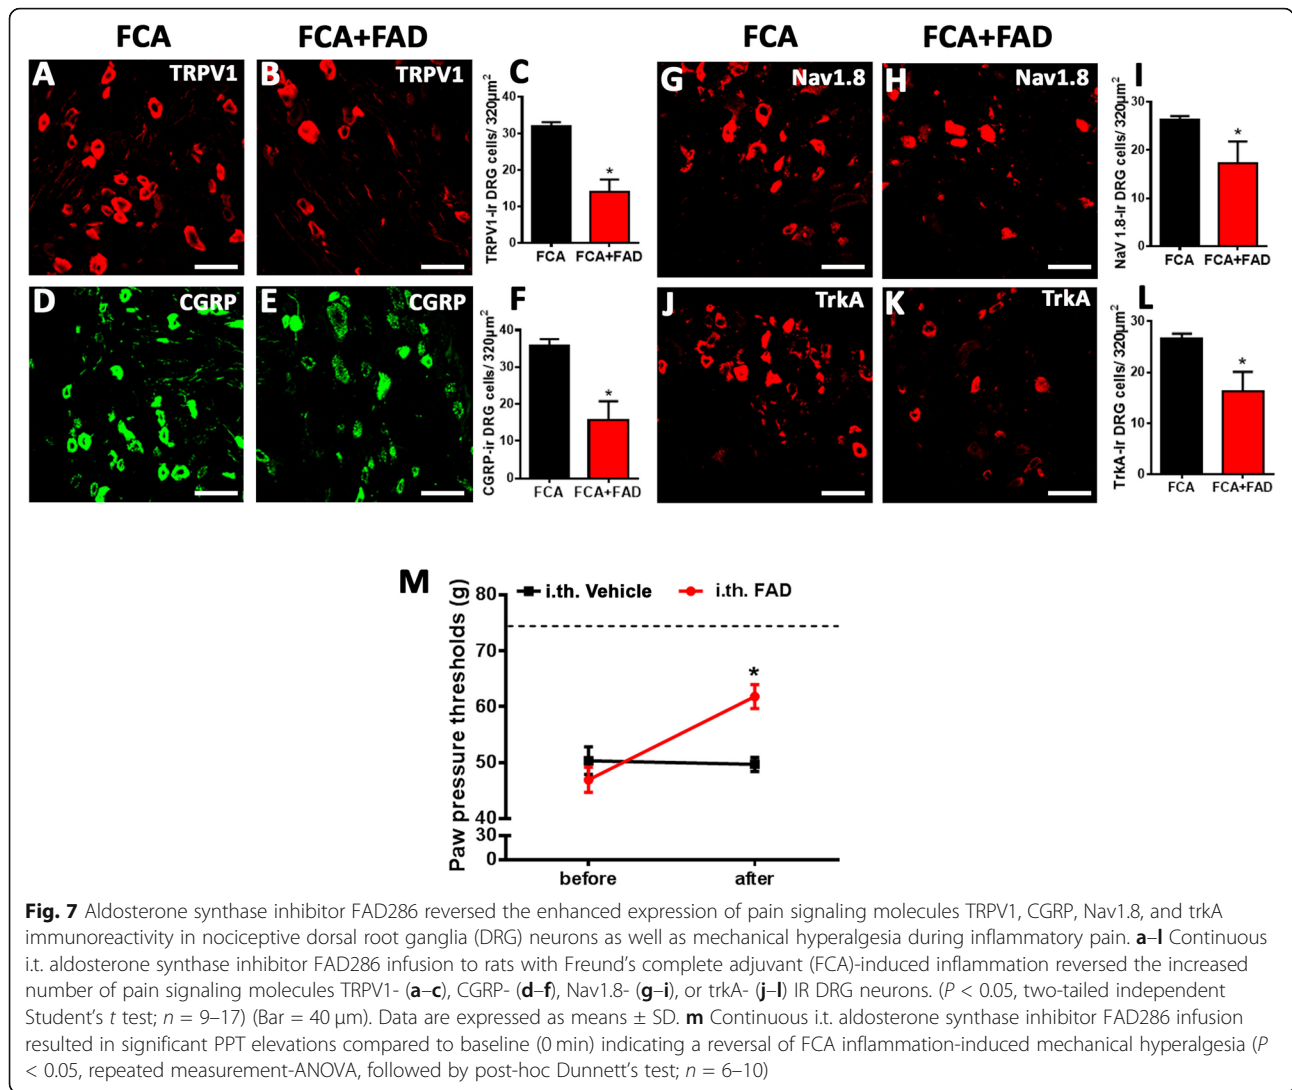 FCA FCA+FAD FCA FCA+FAD
A TRPV1
B TRPV1
C
TRPV1-Ir DRG cells/ 320µm²
40
30
20
10
0
FCA FCA+FAD
*
G Nav1.8
H Nav1.8
I
NaV 1.8-Ir DRG cells/ 320µm²
30
20
10
0
FCA FCA+FAD
*
D CGRP
E CGRP
F
CGRP-ir DRG cells/ 320µm²
40
30
20
10
0
FCA FCA+FAD
*
J TrkA
K TrkA
L
TrkA-Ir DRG cells/ 320µm²
30
20
10
0
FCA FCA+FAD
*
M
i.th. Vehicle i.th. FAD
Paw pressure thresholds (g)
80
70
60
50
40
30
0
*
before after
Fig. 7 Aldosterone synthase inhibitor FAD286 reversed the enhanced expression of pain signaling molecules TRPV1, CGRP, Nav1.8, and trkA
immunoreactivity in nociceptive dorsal root ganglia (DRG) neurons as well as mechanical hyperalgesia during inflammatory pain. a–l Continuous
i.t. aldosterone synthase inhibitor FAD286 infusion to rats with Freund's complete adjuvant (FCA)-induced inflammation reversed the increased
number of pain signaling molecules TRPV1- (a–c), CGRP- (d–f), Nav1.8- (g–i), or trkA- (j–l) IR DRG neurons. (P < 0.05, two-tailed independent
Student's t test; n = 9–17) (Bar = 40 µm). Data are expressed as means ± SD. m Continuous i.t. aldosterone synthase inhibitor FAD286 infusion
resulted in significant PPT elevations compared to baseline (0 min) indicating a reversal of FCA inflammation-induced mechanical hyperalgesia (P
< 0.05, repeated measurement-ANOVA, followed by post-hoc Dunnett's test; n = 6–10)